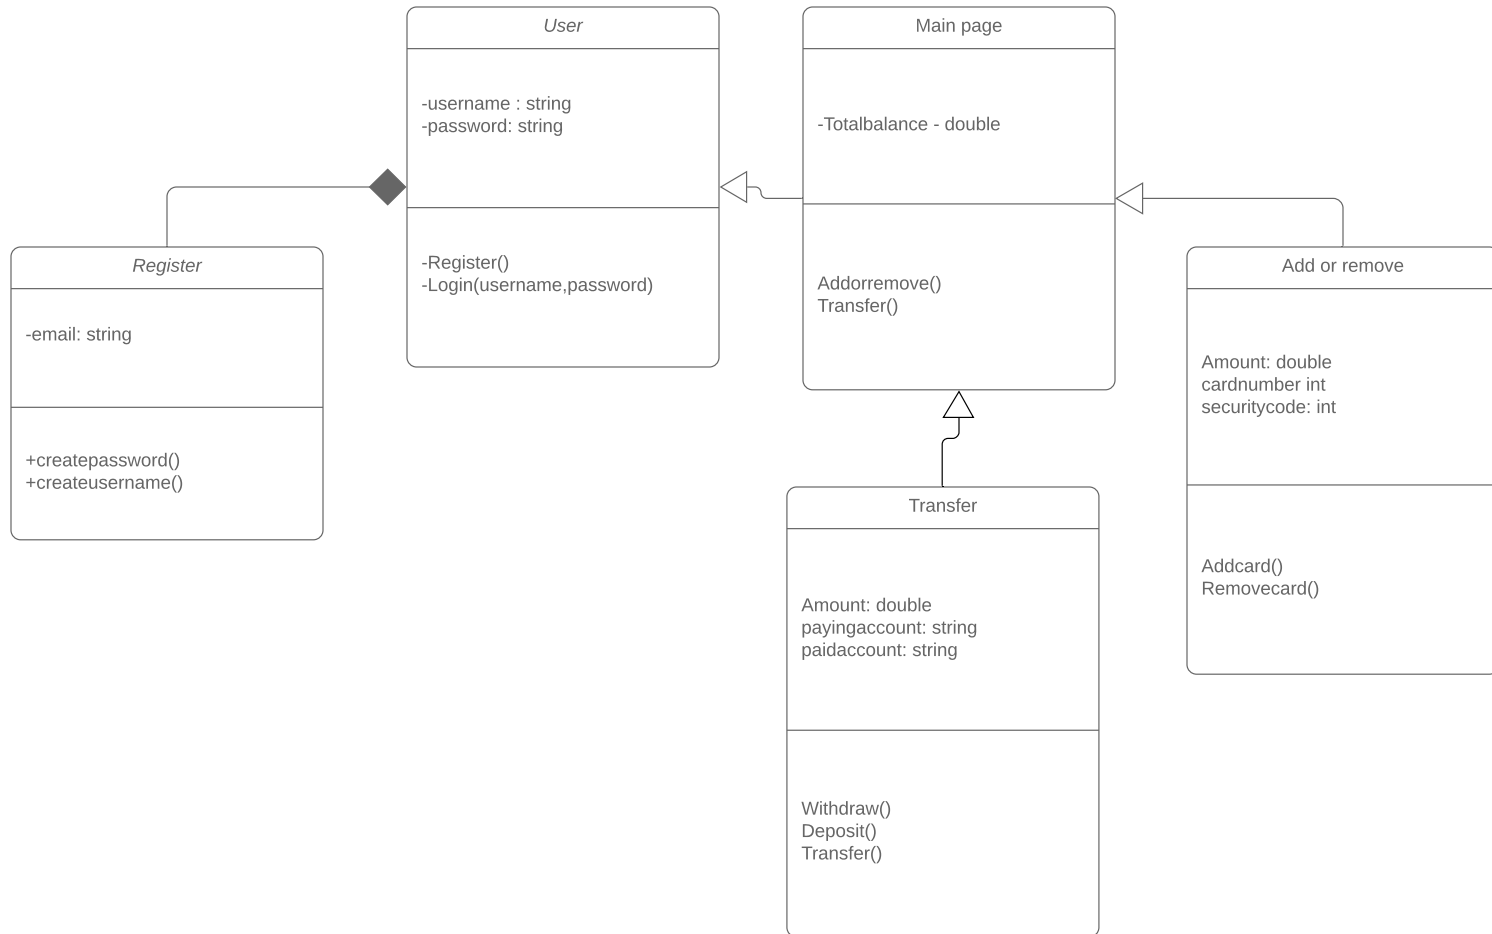 User
-username : string
-password: string
-Register()
-Login(username,password)
Main page
-Totalbalance - double
Addorremove()
Transfer()
Register
-email: string
+createpassword()
+createusername()
Add or remove
Amount: double
cardnumber int
securitycode: int
Addcard()
Removecard()
Transfer
Amount: double
payingaccount: string
paidaccount: string
Withdraw()
Deposit()
Transfer()